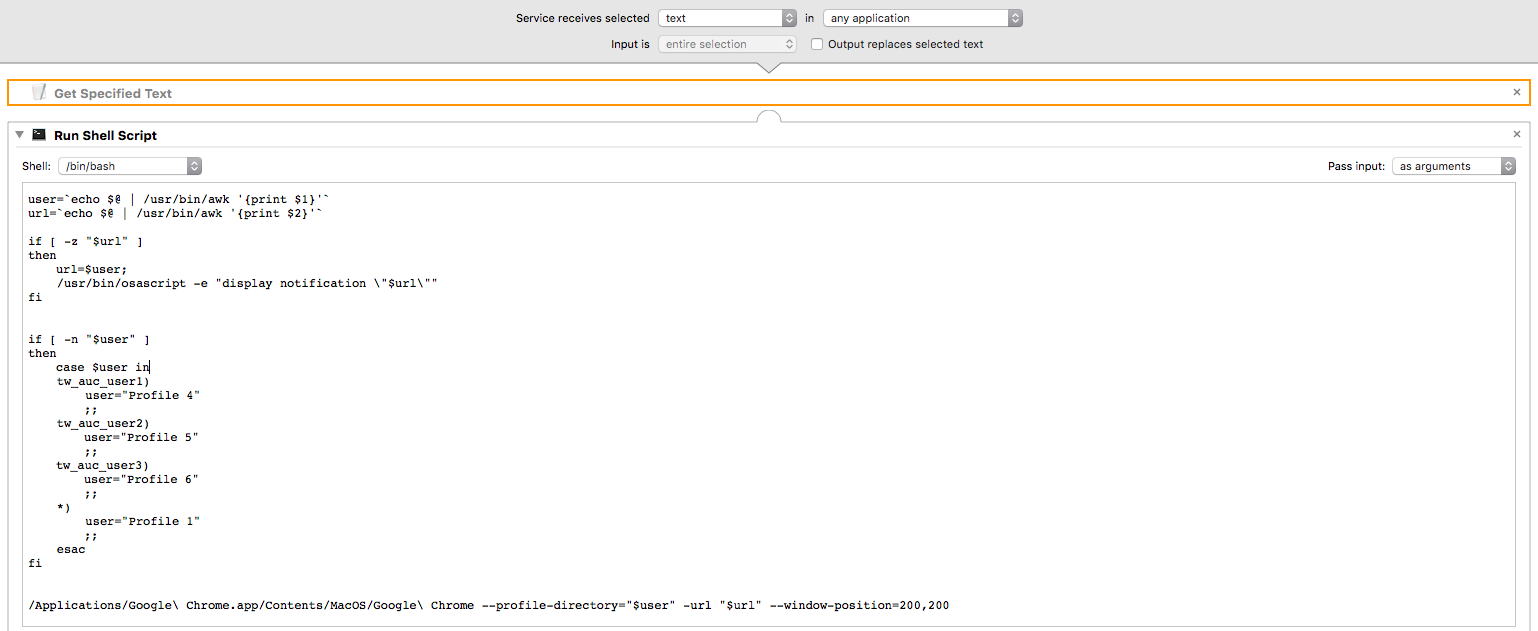 Service receives selected text in any application
Input is entire selection Output replaces selected text
Get Specified Text
Run Shell Script
Shell: /bin/bash Pass input: as arguments
user=`echo $@ | /usr/bin/awk '{print $1}'`
url=`echo $@ | /usr/bin/awk '{print $2}'`
if [ -z "$url" ]
then
    url=$user;
    /usr/bin/osascript -e "display notification \"$url\""
fi
if [ -n "$user" ]
then
    case $user in
    tw_auc_user1)
        user="Profile 4"
        ;;
    tw_auc_user2)
        user="Profile 5"
        ;;
    tw_auc_user3)
        user="Profile 6"
        ;;
    *)
        user="Profile 1"
        ;;
    esac
fi
/Applications/Google\ Chrome.app/Contents/MacOS/Google\ Chrome --profile-directory="$user" -url "$url" --window-position=200,200